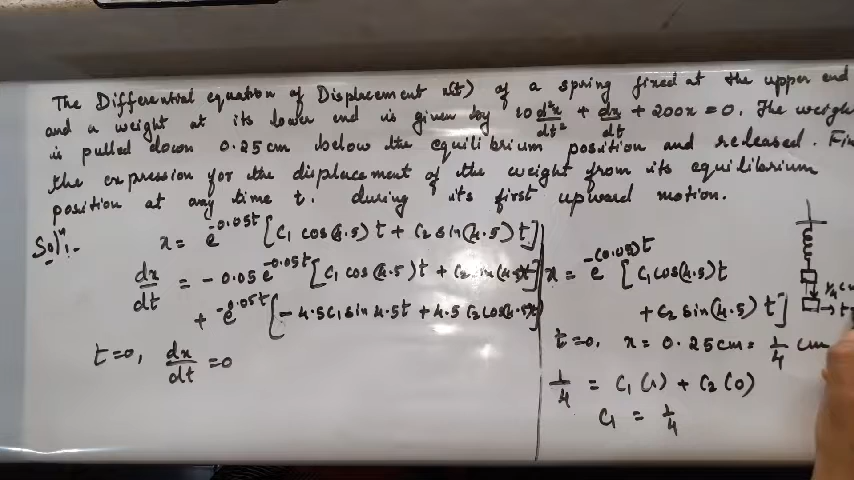 The Differential equation of Displacement x(t) of a spring fixed at the upper end
and a weight at its lower end is given by 10 d²x/dt² + dx/dt + 200x = 0. The weight
is pulled down 0.25cm below the equilibrium position and released. Fin
the expression for the displacement of the weight from its equilibrium
position at any time t. during its first upward motion.
Solⁿ:-
x = e^-0.05t [C1 cos(4.5)t + C2 sin(4.5)t]
dx/dt = -0.05 e^-0.05t [C1 cos(4.5)t + C2 sin(4.5)t]
+ e^-0.05t [-4.5C1 sin 4.5t + 4.5 C2 cos(4.5)t]
t=0, dx/dt = 0
x = e^-(0.05)t [C1 cos(4.5)t
+ C2 sin(4.5)t]
t=0, x = 0.25cm = 1/4 cm
1/4 = C1(1) + C2(0)
C1 = 1/4